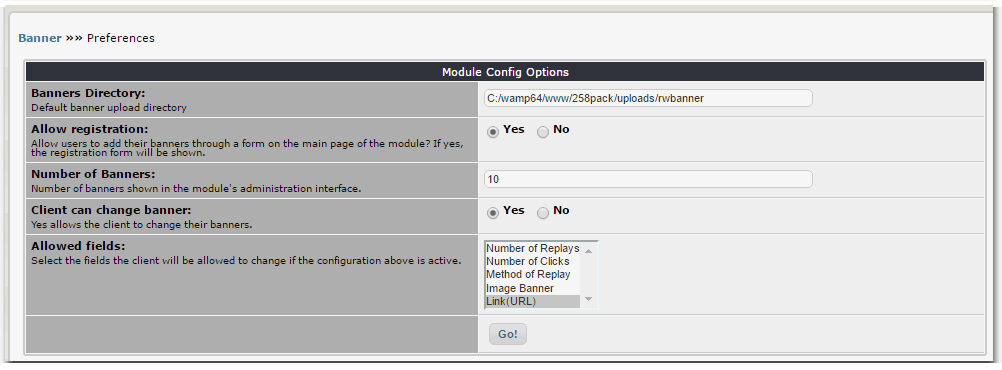 Banner »» Preferences
Module Config Options
Banners Directory:
Default banner upload directory
C:/wamp64/www/258pack/uploads/rwbanner
Allow registration:
Allow users to add their banners through a form on the main page of the module? If yes,
the registration form will be shown.
Yes No
Number of Banners:
Number of banners shown in the module's administration interface.
10
Client can change banner:
Yes allows the client to change their banners.
Yes No
Allowed fields:
Select the fields the client will be allowed to change if the configuration above is active.
Number of Replays
Number of Clicks
Method of Replay
Image Banner
Link(URL)
Go!